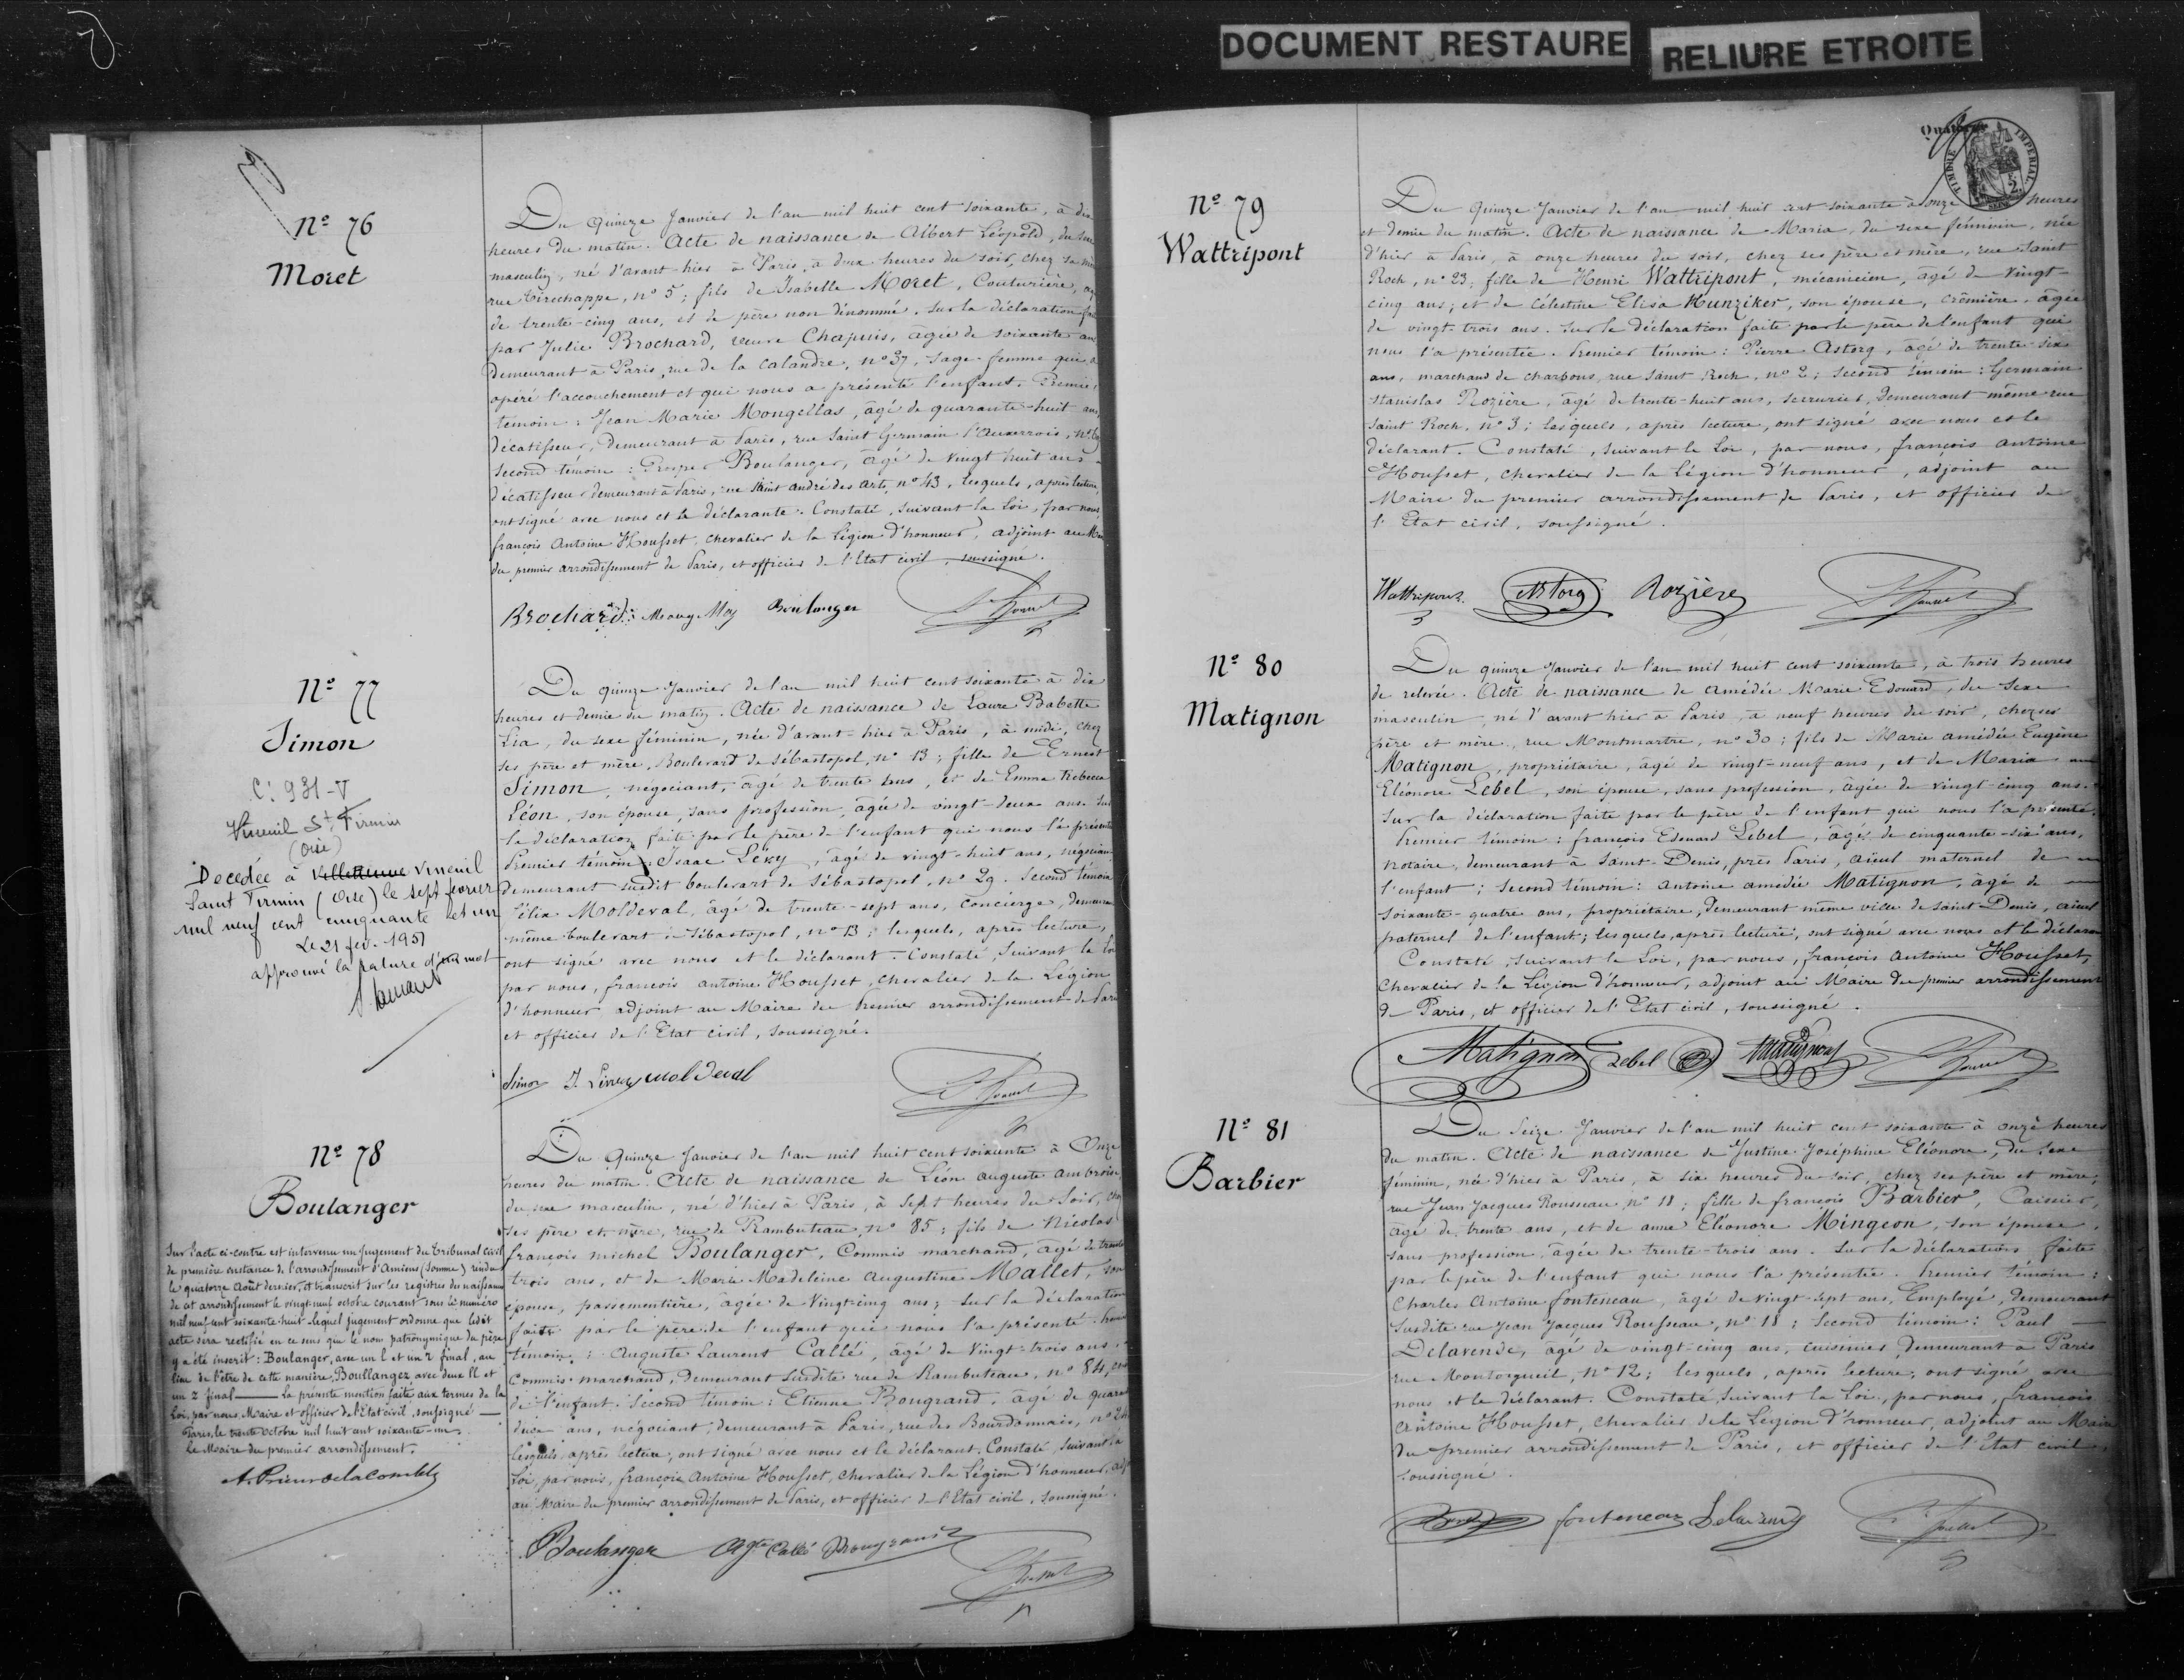 DOCUMENT RESTAURE
RELIURE ETROITE
Nº 76
Moret
Du quinze Janvier de l'an mil huit cent soixante, à dix
heures du matin. Acte de naissance de Albert Léopold, du sexe
masculin, né d'avant-hier à Paris, à deux heures du soir, chez sa mère
rue Tirechappe, nº 5; fils de Isabelle Moret, Couturière, âgée
de trente-cinq ans, et de père non dénommé. Sur la déclaration faite
par Julie Brochard, veuve Chapuis, âgée de soixante ans
demeurant à Paris, rue de la Calandre, nº 37, sage-femme qui a
opéré l'accouchement et qui nous a présenté l'enfant. Premier
témoin: Jean Marie Mongellas, âgé de quarante-huit ans,
décatisseur, demeurant à Paris, rue Saint Germain l'Auxerrois, nº
Second témoin: Prosper Boulanger, âgé de vingt huit ans
décatisseur demeurant à Paris, rue Saint André des arts, nº 43, lesquels, après lecture,
ont signé avec nous et la déclarante. Constaté, suivant la Loi, par nous,
françois Antoine Housset, chevalier de la Légion d'honneur, adjoint au Maire
du premier arrondissement de Paris, et officier de l'Etat civil, soussigné.
Brochard Boulanger
Nº 77
Simon
C: 931-V
Vineuil St Firmin
(Oise)
Decedée à Villetteuve Vineuil
Saint Firmin (Oise) le sept fevrier
mil neuf cent cinquante et un
Le 21 fev. 1951
approuvé la rature d'un mot
Du quinze Janvier de l'an mil huit cent soixante à dix
heures et demie du matin. Acte de naissance de Laure Babette
Lia, du sexe féminin, née d'avant-hier à Paris, à midi, chez
ses père et mère, Boulevard de Sébastopol, nº 13; fille de Ernest
Simon, négociant, âgé de trente ans, et de Emma Rebecca
Léon, son épouse, sans profession, âgée de vingt-deux ans. Sur
la déclaration faite par le père de l'enfant qui nous l'a présentée
Premier témoin: Isaac Lévy, âgé de vingt-huit ans, négociant
demeurant susdit boulevart de Sébastopol, nº 29. Second témoin
félix Moldeval, âgé de trente-sept ans, concierge, demeurant
même boulevart de Sébastopol, nº 13; lesquels, après lecture,
ont signé avec nous et le déclarant. Constaté, suivant la Loi
par nous, françois antoine Housset, chevalier de la Légion
d'honneur adjoint au Maire du premier arrondissement de Paris
et officier de l'Etat civil, soussigné.
Simon moldeval
Nº 78
Boulanger
Sur l'acte ci-contre est intervenu un Jugement du Tribunal Civil
de première instance de l'arrondissement d'Amiens (Somme) rendu
le quatorze Août dernier, et transcrit sur les registres de naissance
de cet arrondissement le vingt-neuf octobre courant sous le numéro
mil neuf cent soixante huit lequel jugement ordonne que ledit
acte sera rectifié en ce sens que le nom patronymique du père
y a été inscrit: Boulanger, avec un l et un r final, au
lieu de l'être de cette manière, Boullangez avec deux ll et
un z final — La présente mention faite aux termes de la
Loi, par nous, Maire et officier de l'Etat civil, soussigné —
Paris, le trente Octobre mil huit cent soixante-un.
Le Maire du premier arrondissement.
Du Quinze Janvier de l'an mil huit cent soixante à Onze
heures du matin. Acte de naissance de Léon auguste ambroise
du sexe masculin, né d'hier à Paris, à Sept heures du Soir, chez
ses père et mère, rue de Rambuteau, nº 85; fils de Nicolas
françois michel Boulanger, Commis marchand, âgé de trente
trois ans, et de Marie Madeleine augustine Mallet, son
épouse, passementière, âgée de Vingt-cinq ans; sur la déclaration
faite par le père de l'enfant qui nous l'a présenté
témoin: Auguste Laurent Callé, âgé de Vingt-trois ans,
commis-marchand, demeurant susdite rue de Rambuteau, nº 84,
de l'enfant. Second témoin: Etienne Bougrand, âgé de quarante
deux ans, négociant, demeurant à Paris, rue des Bourdonnais, nº
lesquels, après lecture, ont signé avec nous et le déclarant. Constaté, suivant la
Loi, par nous, françois Antoine Housset, chevalier de la Légion d'honneur,
au Maire du premier arrondissement de Paris, et officier de l'Etat civil, soussigné.
Boulanger Callé
TIMBRE IMPERIAL
Nº 79
Wattripont
Du Quinze Janvier de l'an mil huit cent soixante à onze heures
et demie du matin. Acte de naissance de Maria, du sexe féminin, née
d'hier à Paris, à onze heures du soir, chez ses père et mère, rue Saint
Roch, nº 23; fille de Henri Wattripont, mécanicien, âgé de Vingt-
cinq ans; et de Célestine Elisa Hunziker, son épouse, crêmière, âgée
de vingt-trois ans. Sur la déclaration faite par le père de l'enfant qui
nous l'a présentée. Premier témoin: Pierre Astorg, âgé de trente-six
ans, marchand de charbons, rue Saint Roch, nº 2; Second témoin: Germain
Stanislas Rozière, âgé de trente-huit ans, serrurier, demeurant même rue
Saint Roch, nº 3; lesquels, après lecture, ont signé avec nous et le
déclarant. Constaté, suivant la Loi, par nous, françois antoine
Housset, chevalier de la Légion d'honneur, adjoint au
Maire du premier arrondissement de Paris, et officier de
l'Etat civil, soussigné.
Wattripont Astorg Rozière
Nº 80
Matignon
Du quinze Janvier de l'an mil huit cent soixante, à trois heures
de relevée. Acte de naissance de amédée Marie Edouard, du Sexe
masculin, né d'avant hier à Paris, à neuf heures du soir, chez ses
père et mère, rue Montmartre, nº 30; fils de Marie amédée Eugène
Matignon, propriétaire, âgé de vingt-neuf ans, et de Maria
Eléonore Lebel, son épouse, sans profession, âgée de vingt cinq ans.
Sur la déclaration faite par le père de l'enfant qui nous l'a présenté.
Premier témoin: françois Edouard Lebel, âgé de cinquante-six ans,
notaire, demeurant à Saint-Denis, près Paris, aïeul maternel de
l'enfant; second témoin: antoine amédée Matignon, âgé de
soixante-quatre ans, propriétaire, demeurant même ville de Saint Denis, aïeul
paternel de l'enfant; lesquels, après lecture, ont signé avec nous et le déclarant
Constaté, suivant la Loi, par nous, françois antoine Housset,
chevalier de la Légion d'honneur, adjoint au Maire du premier arrondissement
de Paris, et officier de l'Etat civil, soussigné.
Matignon Lebel Matignon
Nº 81
Barbier
Du Seize Janvier de l'an mil huit cent soixante à onze heures
du matin. Acte de naissance de Justine Joséphine Eléonore, du sexe
féminin, née d'hier à Paris, à six heures du soir, chez ses père et mère,
rue Jean Jacques Rousseau, nº 18; fille de françois Barbier, Caissier,
âgé de trente ans, et de anne Eléonore Mingeon, son épouse,
sans profession, âgée de trente-trois ans. Sur la déclaration faite
par le père de l'enfant qui nous l'a présentée. Premier témoin:
Charles Antoine fonteneau, âgé de vingt-sept ans, Employé, demeurant
susdite rue Jean Jacques Rousseau, nº 18; second témoin: Paul
Delavende, âgé de vingt-cinq ans, cuisinier, demeurant à Paris
rue Montorgueil, nº 12; lesquels, après lecture, ont signé avec
nous et le déclarant. Constaté, suivant la Loi, par nous, françois
antoine Housset, chevalier de la Légion d'honneur, adjoint au Maire
du premier arrondissement de Paris, et officier de l'Etat civil
soussigné.
fonteneau